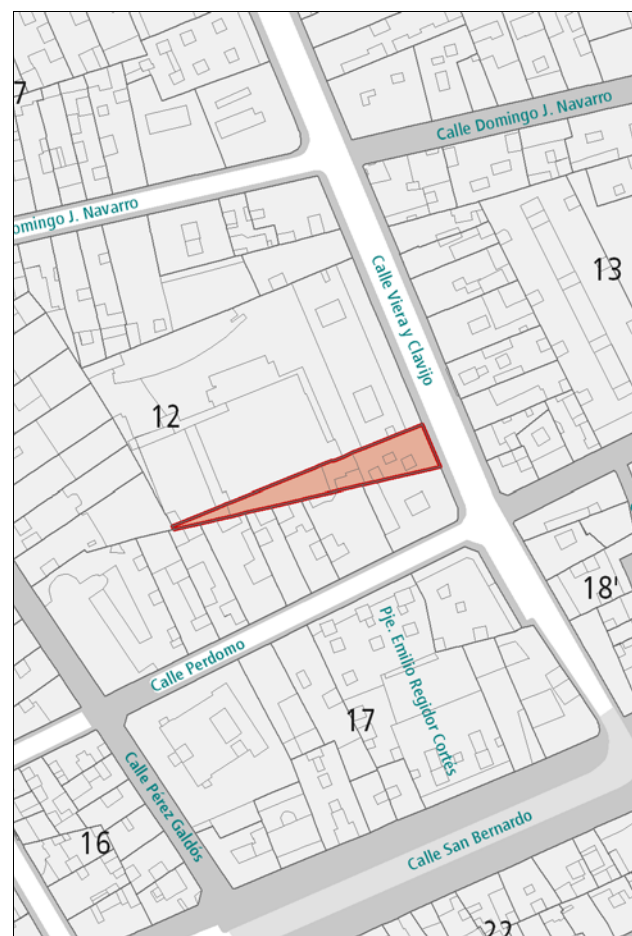 7
Calle Domingo J. Navarro
omingo J. Navarro
13
Calle Viera y Clavijo
12
18'
Pje. Emilio Regidor Cortes
Calle Perdomo
17
Calle Pérez Galdós
16
Calle San Bernardo
22